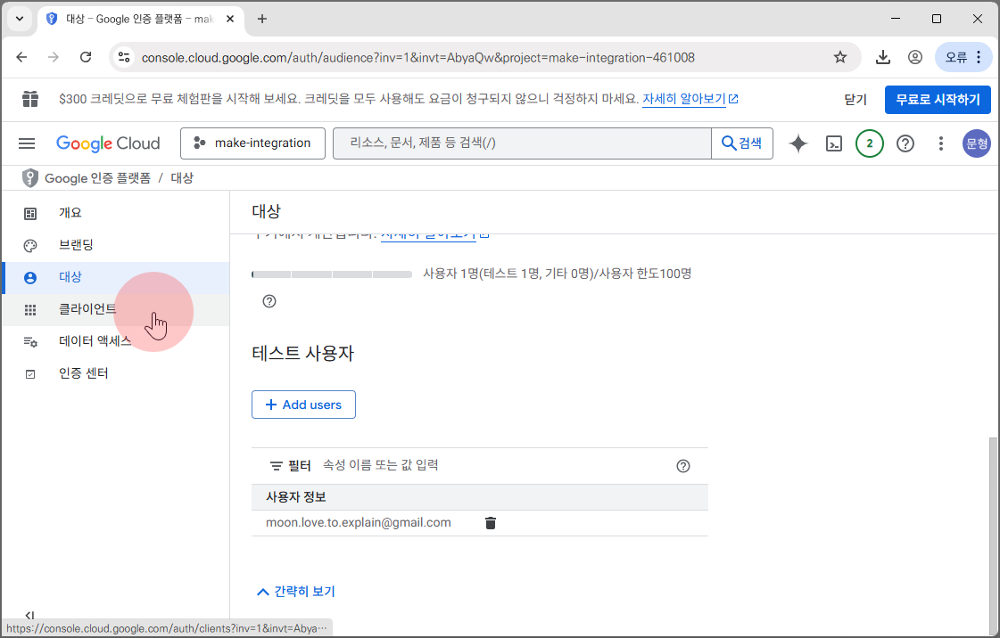 대상 – Google 인증 플랫폼 – mak
console.cloud.google.com/auth/audience?inv=1&invt=AbyaQw&project=make-integration-461008
오류
$300 크레딧으로 무료 체험판을 시작해 보세요. 크레딧을 모두 사용해도 요금이 청구되지 않으니 걱정하지 마세요. 자세히 알아보기
닫기
무료로 시작하기
Google Cloud
make-integration
리소스, 문서, 제품 등 검색(/)
검색
2
문형
Google 인증 플랫폼 / 대상
개요
브랜딩
대상
클라이언트
데이터 액세스
인증 센터
대상
자세히 알아보기
사용자 1명(테스트 1명, 기타 0명)/사용자 한도100명
테스트 사용자
+ Add users
필터 속성 이름 또는 값 입력
사용자 정보
moon.love.to.explain@gmail.com
간략히 보기
https://console.cloud.google.com/auth/clients?inv=1&invt=Abya…